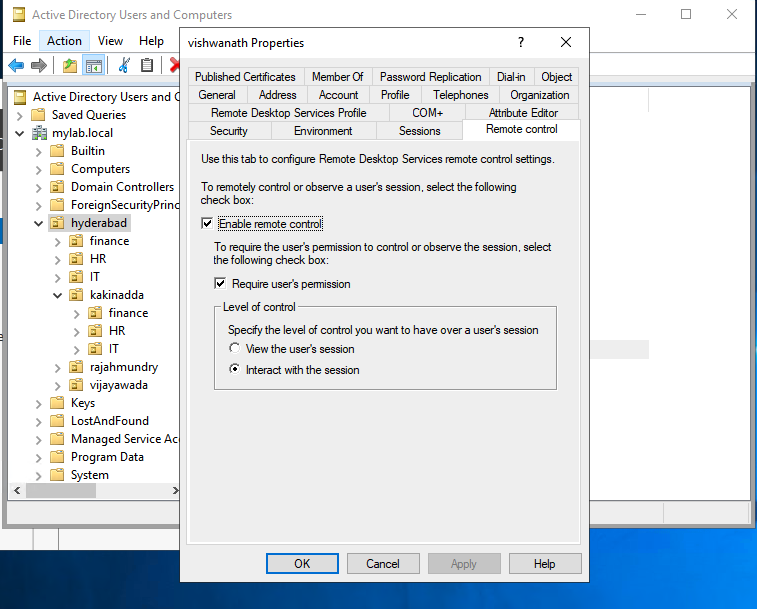 Active Directory Users and Computers
File Action View Help
Active Directory Users and C
Saved Queries
mylab.local
Builtin
Computers
Domain Controllers
ForeignSecurityPrinc
hyderabad
finance
HR
IT
kakinadda
finance
HR
IT
rajahmundry
vijayawada
Keys
LostAndFound
Managed Service Acc
Program Data
System
vishwanath Properties
?
Published Certificates Member Of Password Replication Dial-in Object
General Address Account Profile Telephones Organization
Remote Desktop Services Profile COM+ Attribute Editor
Security Environment Sessions Remote control
Use this tab to configure Remote Desktop Services remote control settings.
To remotely control or observe a user's session, select the following
check box:
Enable remote control
To require the user's permission to control or observe the session, select
the following check box:
Require user's permission
Level of control
Specify the level of control you want to have over a user's session
View the user's session
Interact with the session
OK Cancel Apply Help